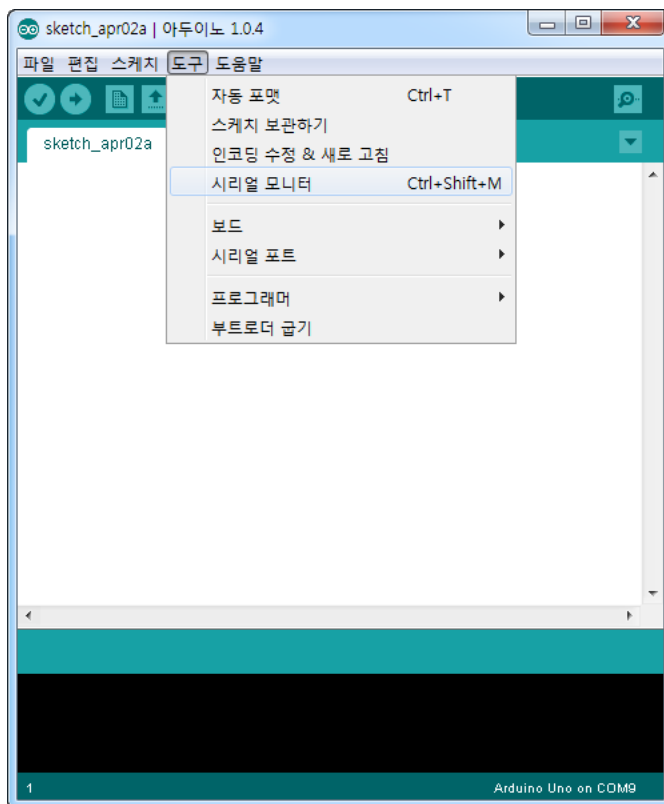 sketch_apr02a | 아두이노 1.0.4
파일 편집 스케치 도구 도움말
sketch_apr02a
자동 포맷 Ctrl+T
스케치 보관하기
인코딩 수정 & 새로 고침
시리얼 모니터 Ctrl+Shift+M
보드
시리얼 포트
프로그래머
부트로더 굽기
1 Arduino Uno on COM9